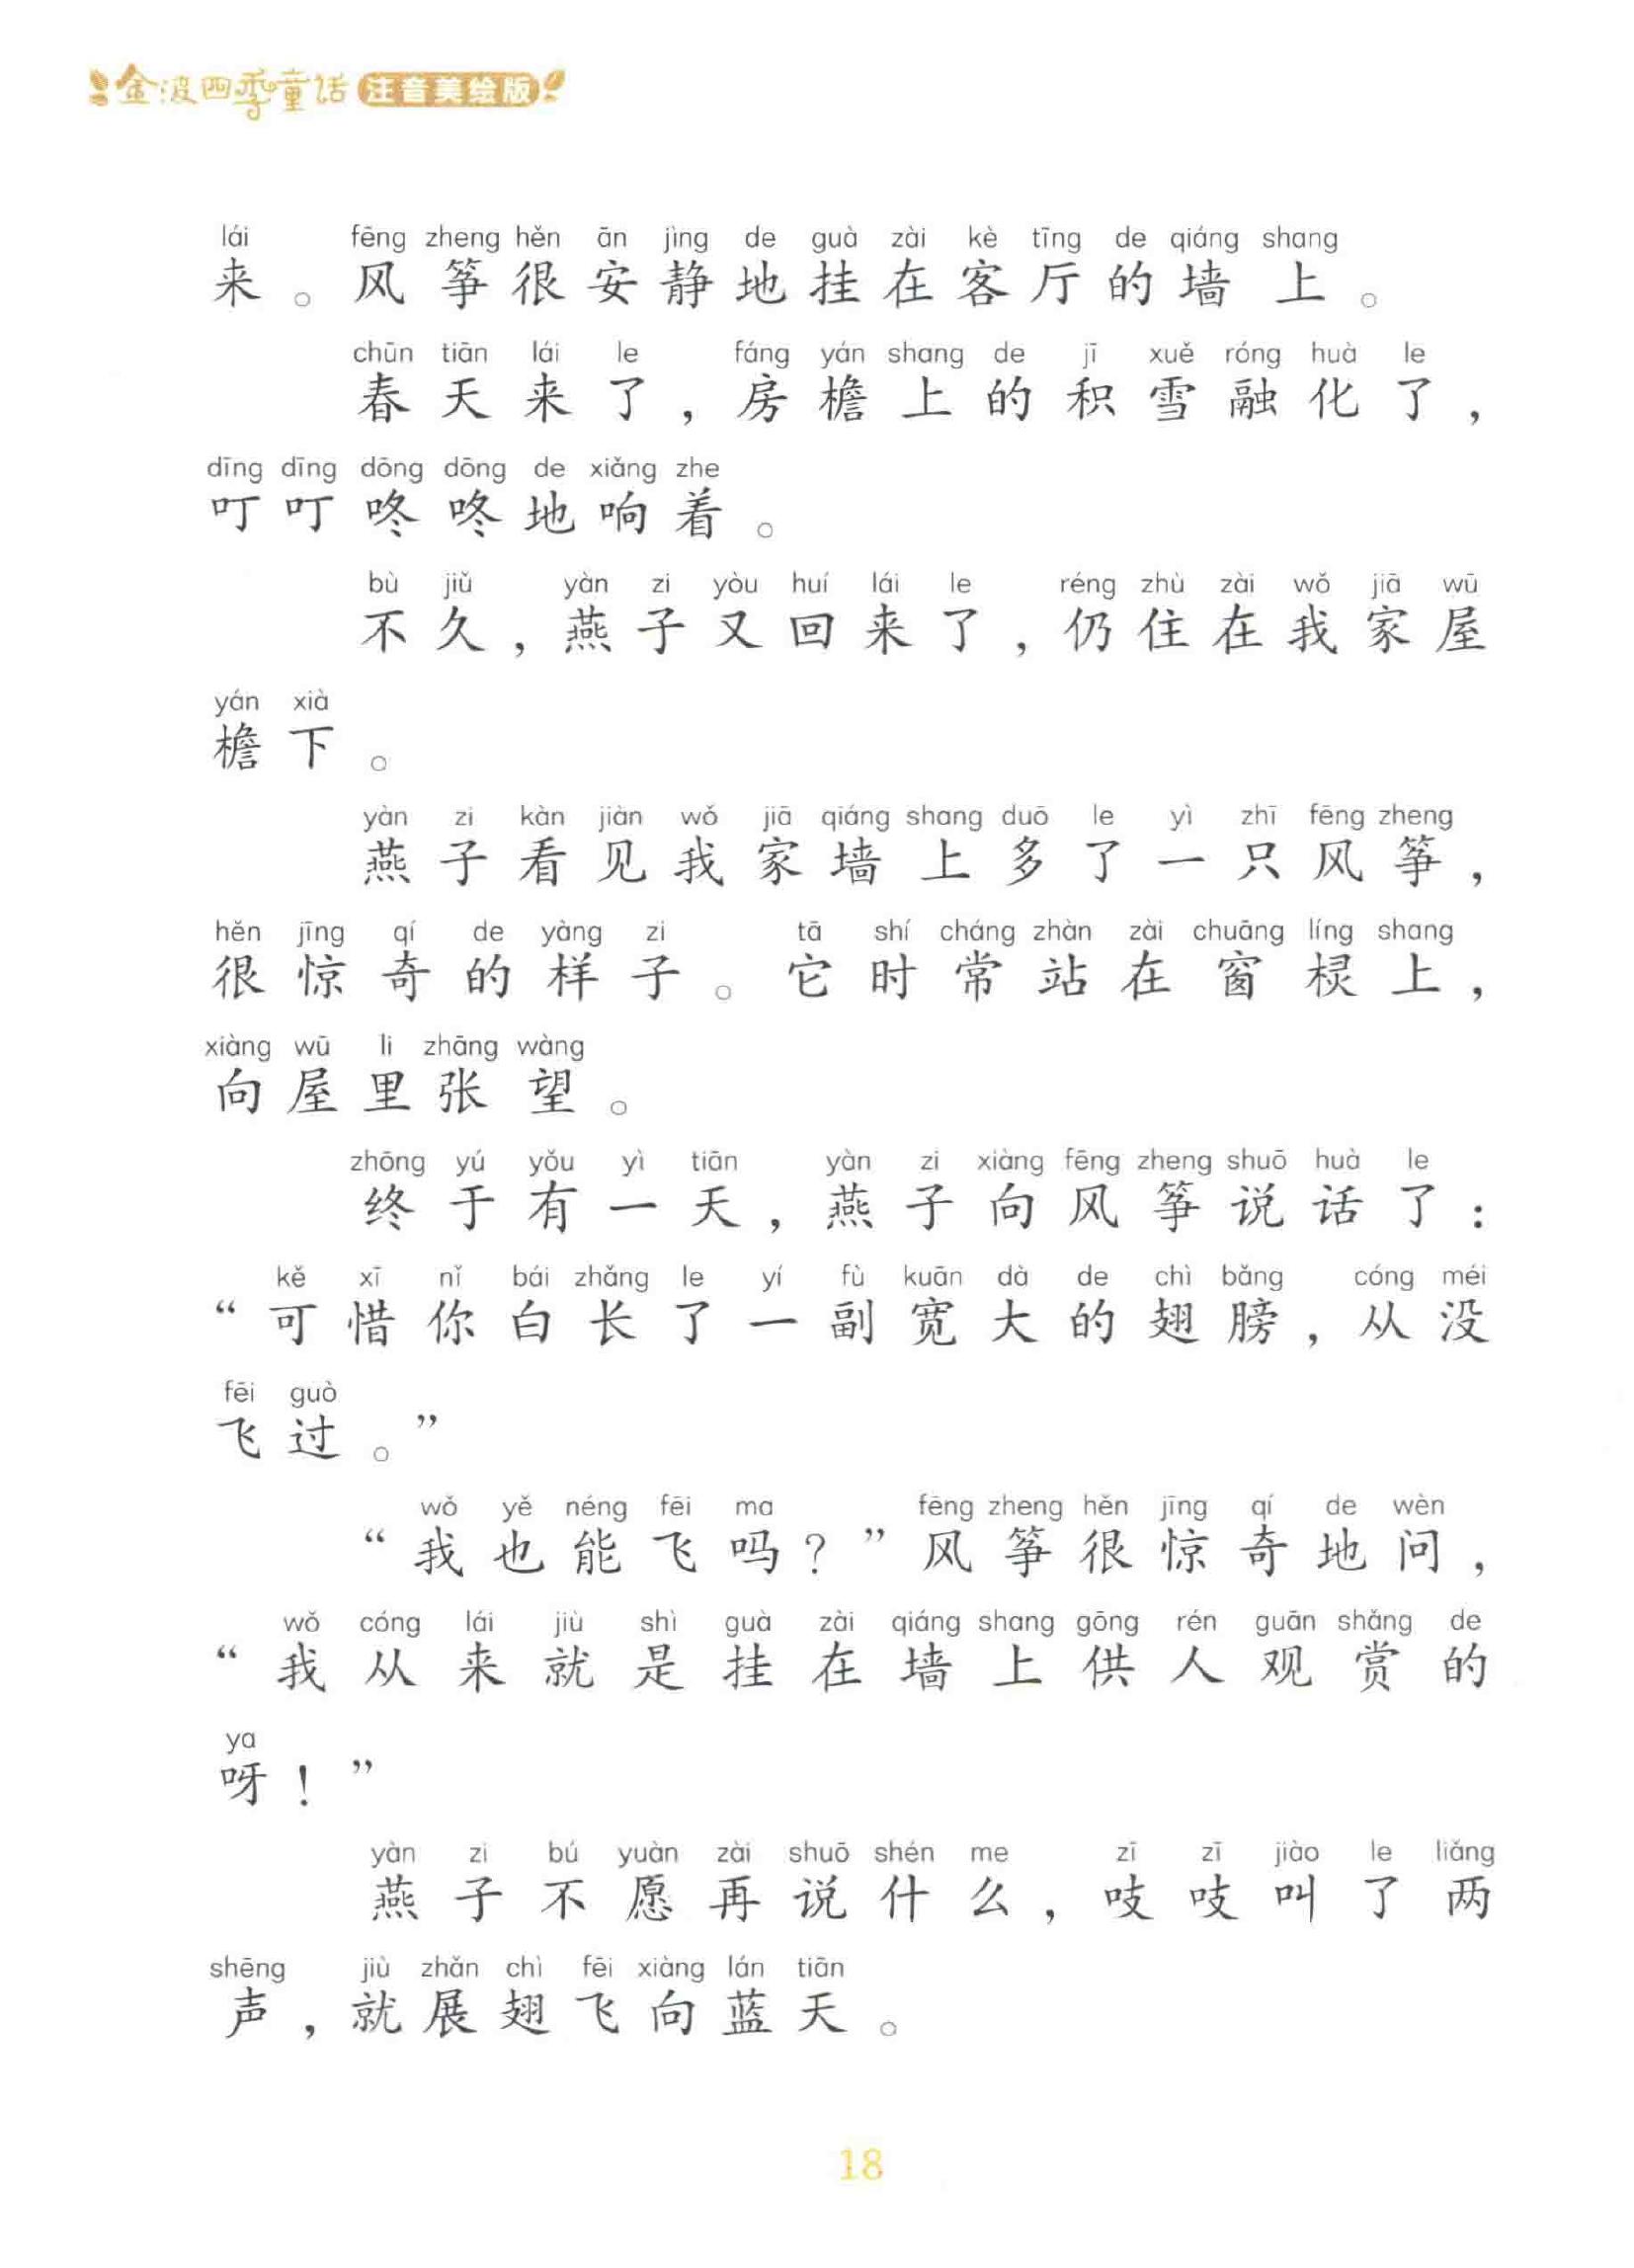 金波四季童话 注音美绘版
lái fēng zheng hěn ān jìng de guà zài kè tīng de qiáng shang
来。风筝很安静地挂在客厅的墙上。
chūn tiān lái le fáng yán shang de jī xuě róng huà le
春天来了，房檐上的积雪融化了，
dīng dīng dōng dōng de xiǎng zhe
叮叮咚咚地响着。
bù jiǔ yàn zi yòu huí lái le réng zhù zài wǒ jiā wū
不久，燕子又回来了，仍住在我家屋
yán xià
檐下。
yàn zi kàn jiàn wǒ jiā qiáng shang duō le yì zhī fēng zheng
燕子看见我家墙上多了一只风筝，
hěn jīng qí de yàng zi tā shí cháng zhàn zài chuāng líng shang
很惊奇的样子。它时常站在窗棂上，
xiàng wū li zhāng wàng
向屋里张望。
zhōng yú yǒu yì tiān yàn zi xiàng fēng zheng shuō huà le
终于有一天，燕子向风筝说话了：
kě xī nǐ bái zhǎng le yí fù kuān dà de chì bǎng cóng méi
“可惜你白长了一副宽大的翅膀，从没
fēi guò
飞过。”
wǒ yě néng fēi ma fēng zheng hěn jīng qí de wèn
“我也能飞吗？”风筝很惊奇地问，
wǒ cóng lái jiù shì guà zài qiáng shang gōng rén guān shǎng de
“我从来就是挂在墙上供人观赏的
ya
呀！”
yàn zi bú yuàn zài shuō shén me zī zī jiào le liǎng
燕子不愿再说什么，吱吱叫了两
shēng jiù zhǎn chì fēi xiàng lán tiān
声，就展翅飞向蓝天。
18